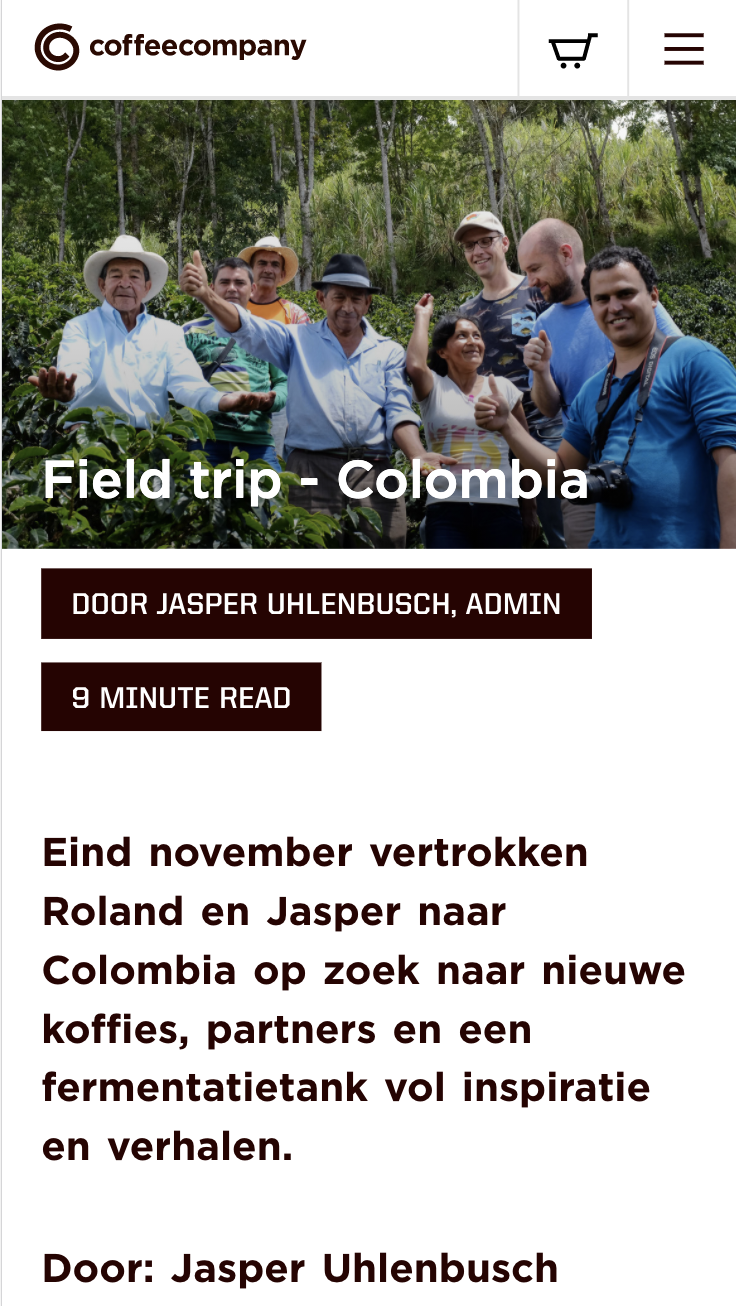 coffeecompany
Field trip - Colombia
DOOR JASPER UHLENBUSCH, ADMIN
9 MINUTE READ
Eind november vertrokken
Roland en Jasper naar
Colombia op zoek naar nieuwe
koffies, partners en een
fermentatietank vol inspiratie
en verhalen.
Door: Jasper Uhlenbusch